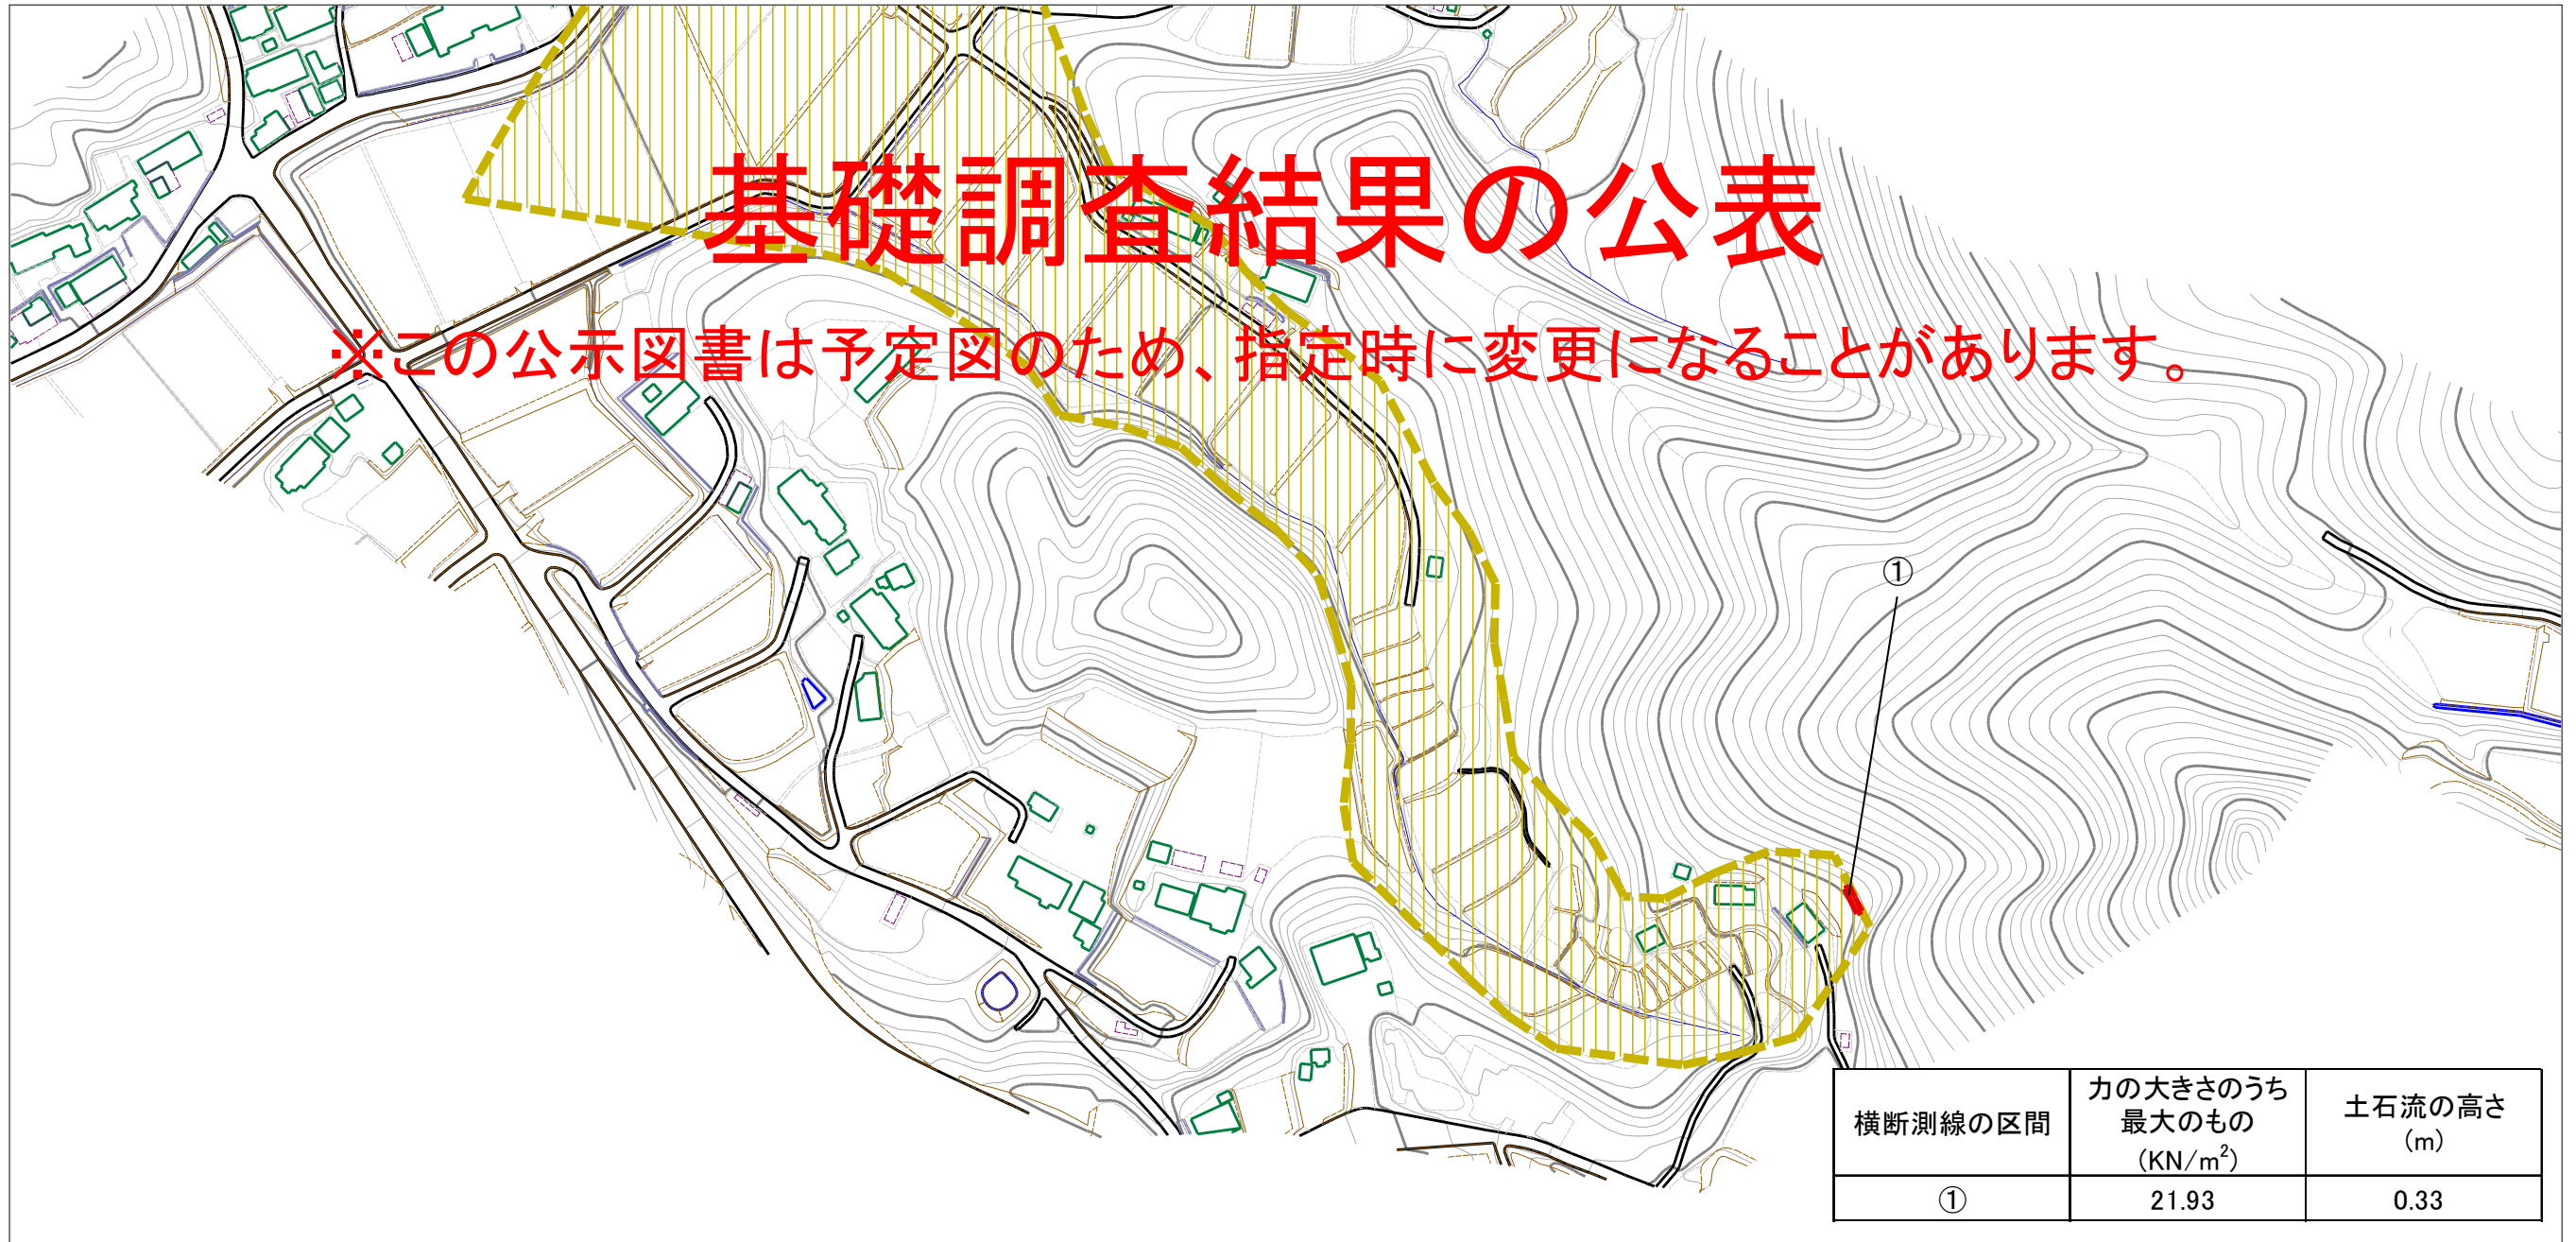 基礎調査結果の公表
※この公示図書は予定図のため、指定時に変更になることがあります。
①
横断測線の区間
力の大きさのうち
最大のもの
(KN/m²)
土石流の高さ
(m)
①
21.93
0.33